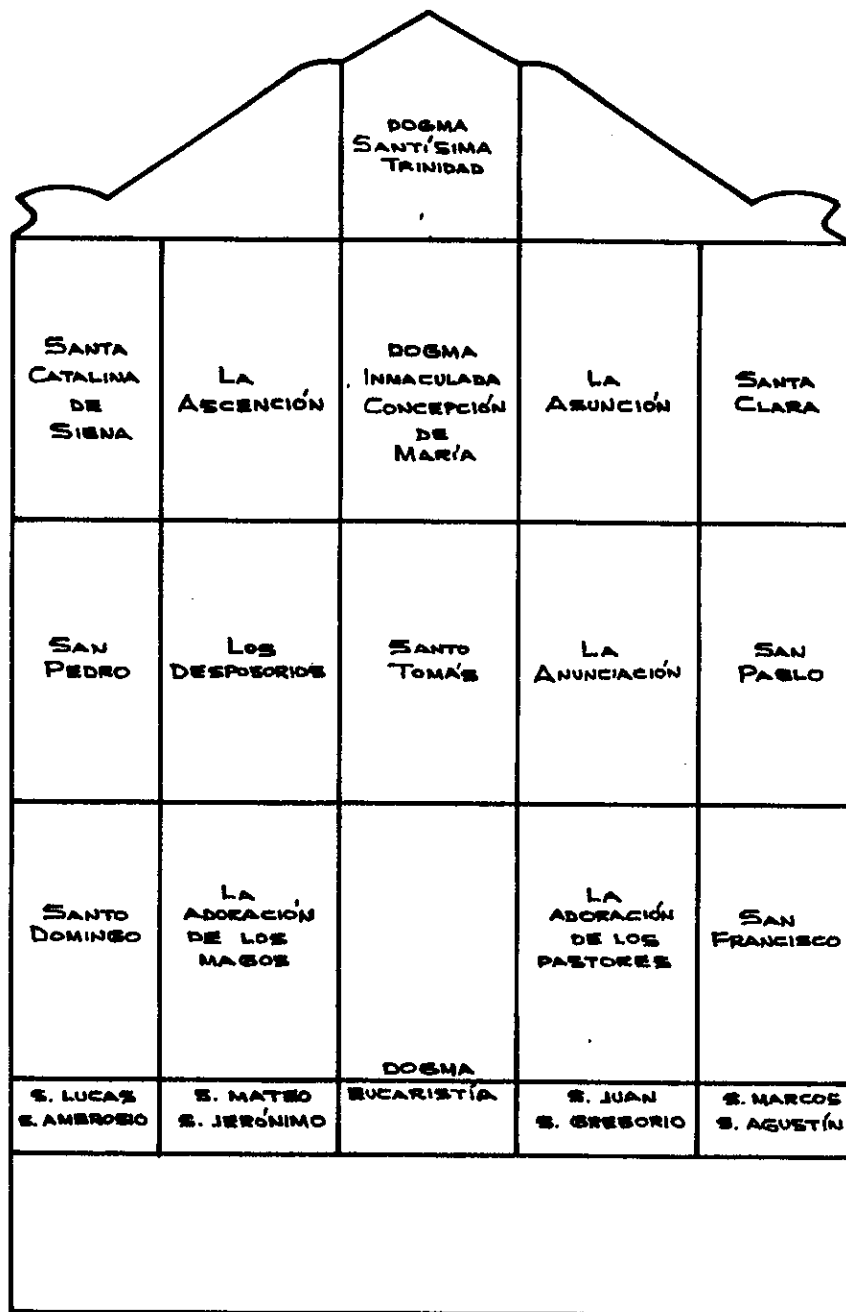 DOGMA
SANTÍSIMA
TRINIDAD
SANTA
CATALINA
DE
SIENA
LA
ASCENCIÓN
DOGMA
INMACULADA
CONCEPCIÓN
DE
MARÍA
LA
ASUNCIÓN
SANTA
CLARA
SAN
PEDRO
LOS
DESPOSORIOS
SANTO
TOMÁS
LA
ANUNCIACIÓN
SAN
PABLO
SANTO
DOMINGO
LA
ADORACIÓN
DE LOS
MAGOS
LA
ADORACIÓN
DE LOS
PASTORES
SAN
FRANCISCO
S. LUCAS
S. AMBROSIO
S. MATEO
S. JERÓNIMO
DOGMA
EUCARISTÍA
S. JUAN
S. GREGORIO
S. MARCOS
S. AGUSTÍN